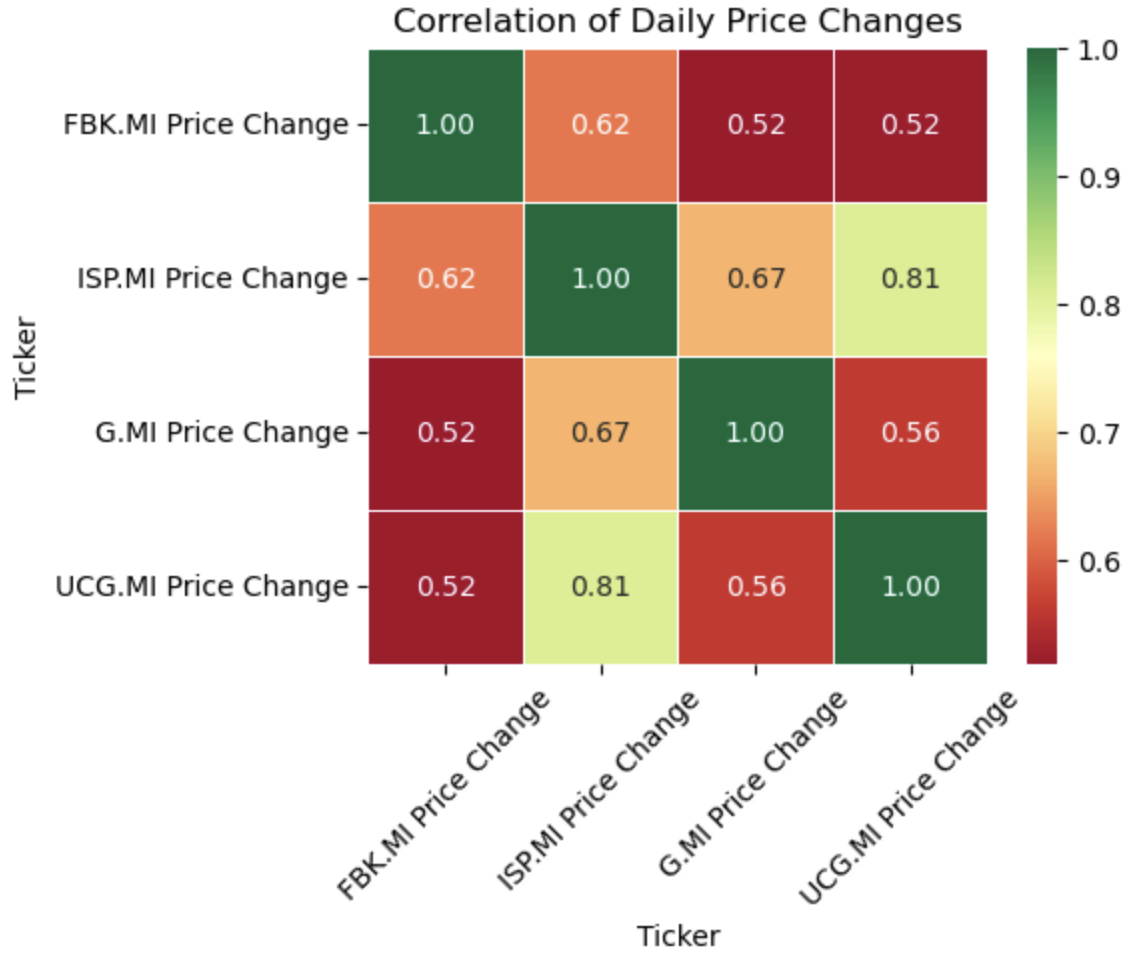 Correlation of Daily Price Changes
FBK.MI Price Change 1.00 0.62 0.52 0.52
ISP.MI Price Change 0.62 1.00 0.67 0.81
G.MI Price Change 0.52 0.67 1.00 0.56
UCG.MI Price Change 0.52 0.81 0.56 1.00
Ticker
FBK.MI Price Change
ISP.MI Price Change
G.MI Price Change
UCG.MI Price Change
Ticker
1.0
0.9
0.8
0.7
0.6